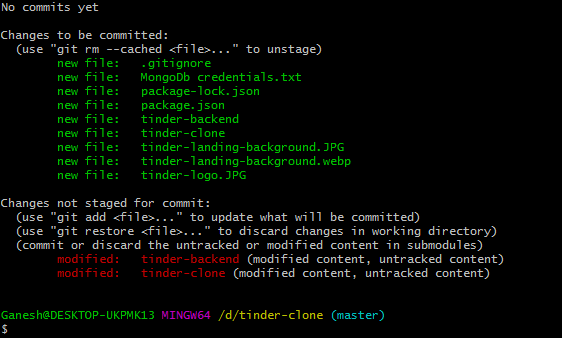 No commits yet
Changes to be committed:
  (use "git rm --cached <file>..." to unstage)
        new file:   .gitignore
        new file:   MongoDb credentials.txt
        new file:   package-lock.json
        new file:   package.json
        new file:   tinder-backend
        new file:   tinder-clone
        new file:   tinder-landing-background.JPG
        new file:   tinder-landing-background.webp
        new file:   tinder-logo.JPG
Changes not staged for commit:
  (use "git add <file>..." to update what will be committed)
  (use "git restore <file>..." to discard changes in working directory)
  (commit or discard the untracked or modified content in submodules)
        modified:   tinder-backend (modified content, untracked content)
        modified:   tinder-clone (modified content, untracked content)
Ganesh@DESKTOP-UKPMK13 MINGW64 /d/tinder-clone (master)
$